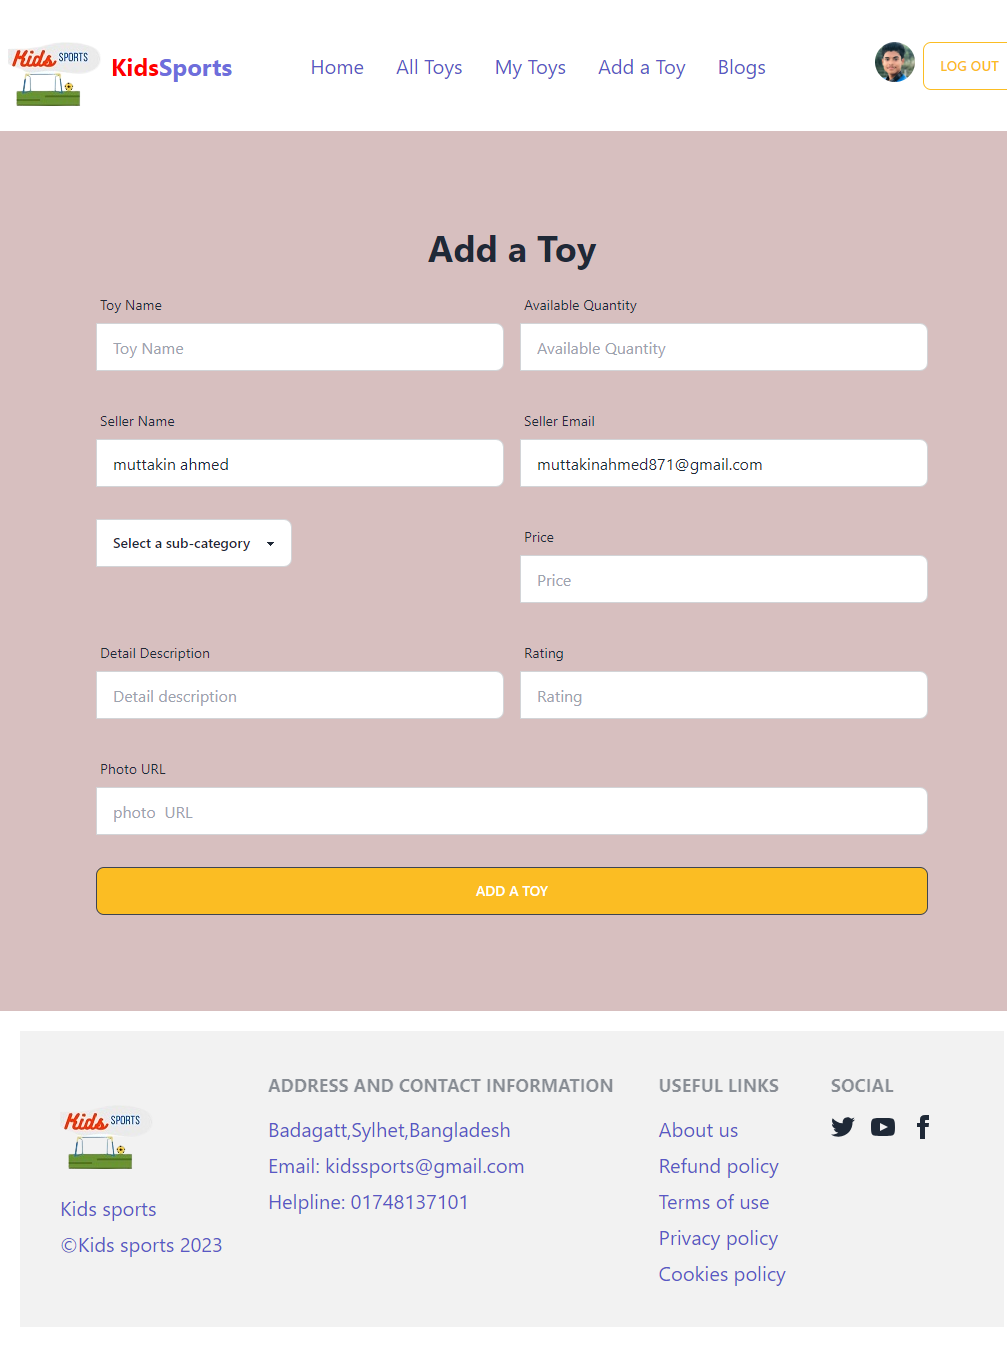 Kids SPORTS
KidsSports
Home All Toys My Toys Add a Toy Blogs
LOG OUT
Add a Toy
Toy Name
Toy Name
Available Quantity
Available Quantity
Seller Name
muttakin ahmed
Seller Email
muttakinahmed871@gmail.com
Select a sub-category
Price
Price
Detail Description
Detail description
Rating
Rating
Photo URL
photo  URL
ADD A TOY
Kids SPORTS
Kids sports
©Kids sports 2023
ADDRESS AND CONTACT INFORMATION
Badagatt,Sylhet,Bangladesh
Email: kidssports@gmail.com
Helpline: 01748137101
USEFUL LINKS
About us
Refund policy
Terms of use
Privacy policy
Cookies policy
SOCIAL